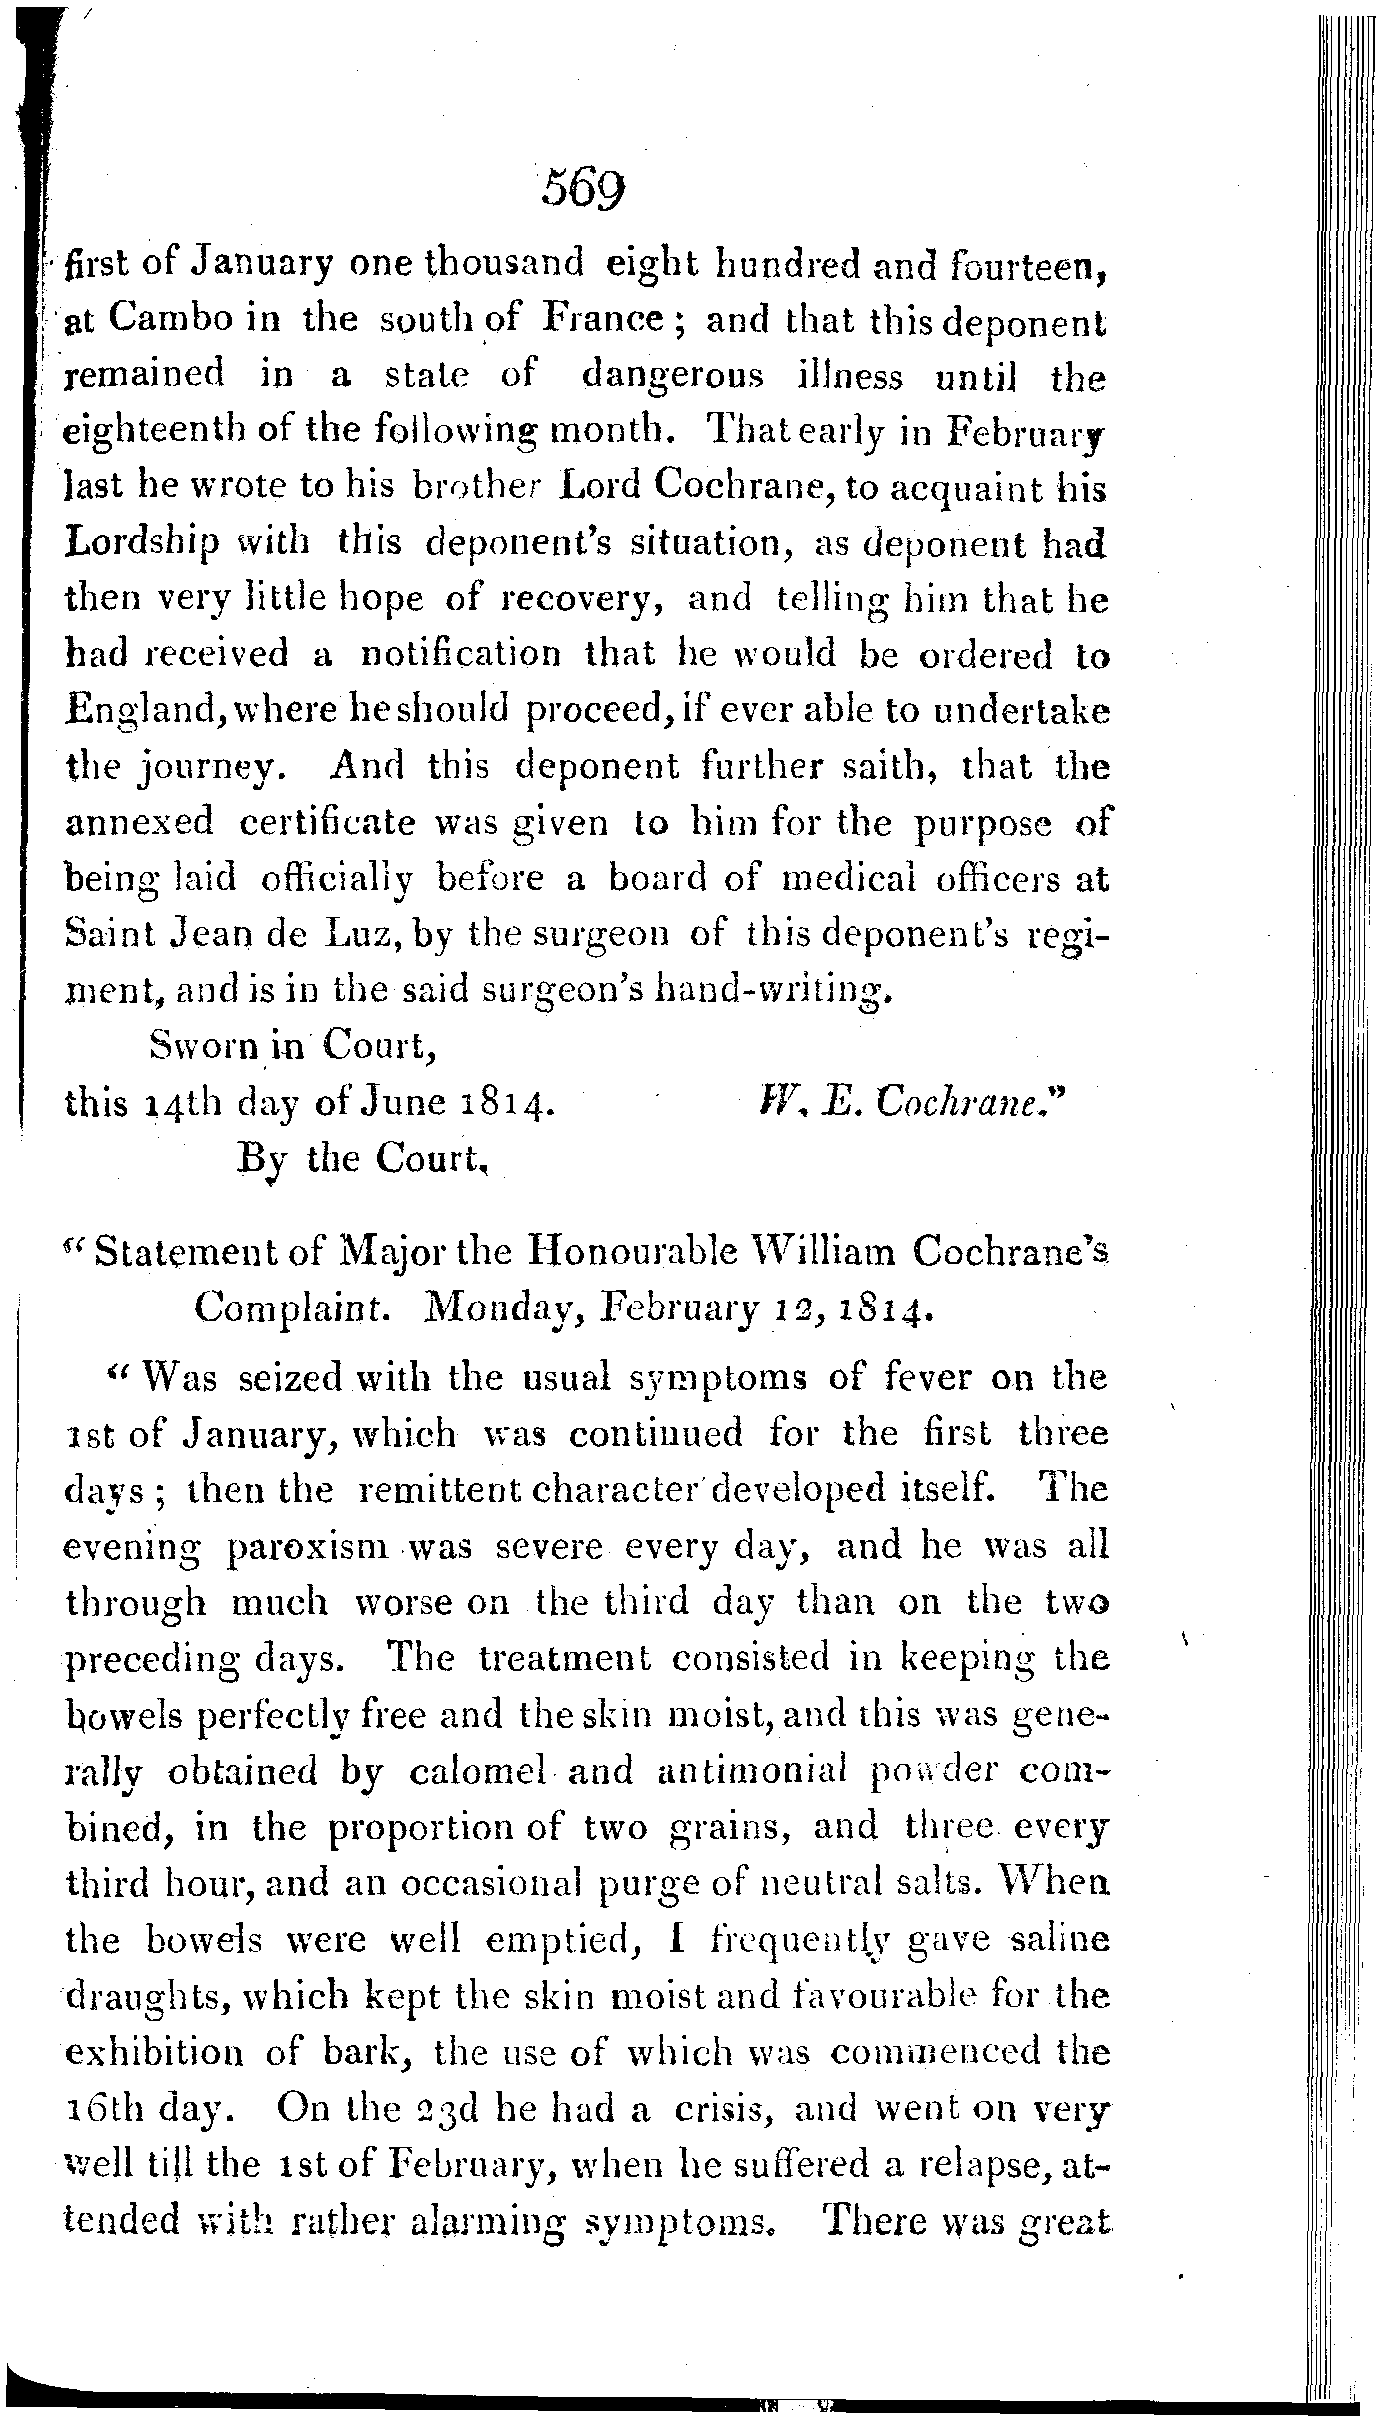 569
first of January one thousand eight hundred and fourteen,
at Cambo in the south of France; and that this deponent
remained in a state of dangerous illness until the
eighteenth of the following month. That early in February
last he wrote to his brother Lord Cochrane, to acquaint his
Lordship with this deponent's situation, as deponent had
then very little hope of recovery, and telling him that he
had received a notification that he would be ordered to
England, where he should proceed, if ever able to undertake
the journey. And this deponent further saith, that the
annexed certificate was given to him for the purpose of
being laid officially before a board of medical officers at
Saint Jean de Luz, by the surgeon of this deponent's regi-
ment, and is in the said surgeon's hand-writing.
Sworn in Court,
this 14th day of June 1814. W. E. Cochrane."
By the Court.
"Statement of Major the Honourable William Cochrane's
Complaint. Monday, February 12, 1814.
"Was seized with the usual symptoms of fever on the
1st of January, which was continued for the first three
days; then the remittent character developed itself. The
evening paroxism was severe every day, and he was all
through much worse on the third day than on the two
preceding days. The treatment consisted in keeping the
bowels perfectly free and the skin moist, and this was gene-
rally obtained by calomel and antimonial powder com-
bined, in the proportion of two grains, and three every
third hour, and an occasional purge of neutral salts. When
the bowels were well emptied, I frequently gave saline
draughts, which kept the skin moist and favourable for the
exhibition of bark, the use of which was commenced the
16th day. On the 23d he had a crisis, and went on very
well till the 1st of February, when he suffered a relapse, at-
tended with rather alarming symptoms. There was great